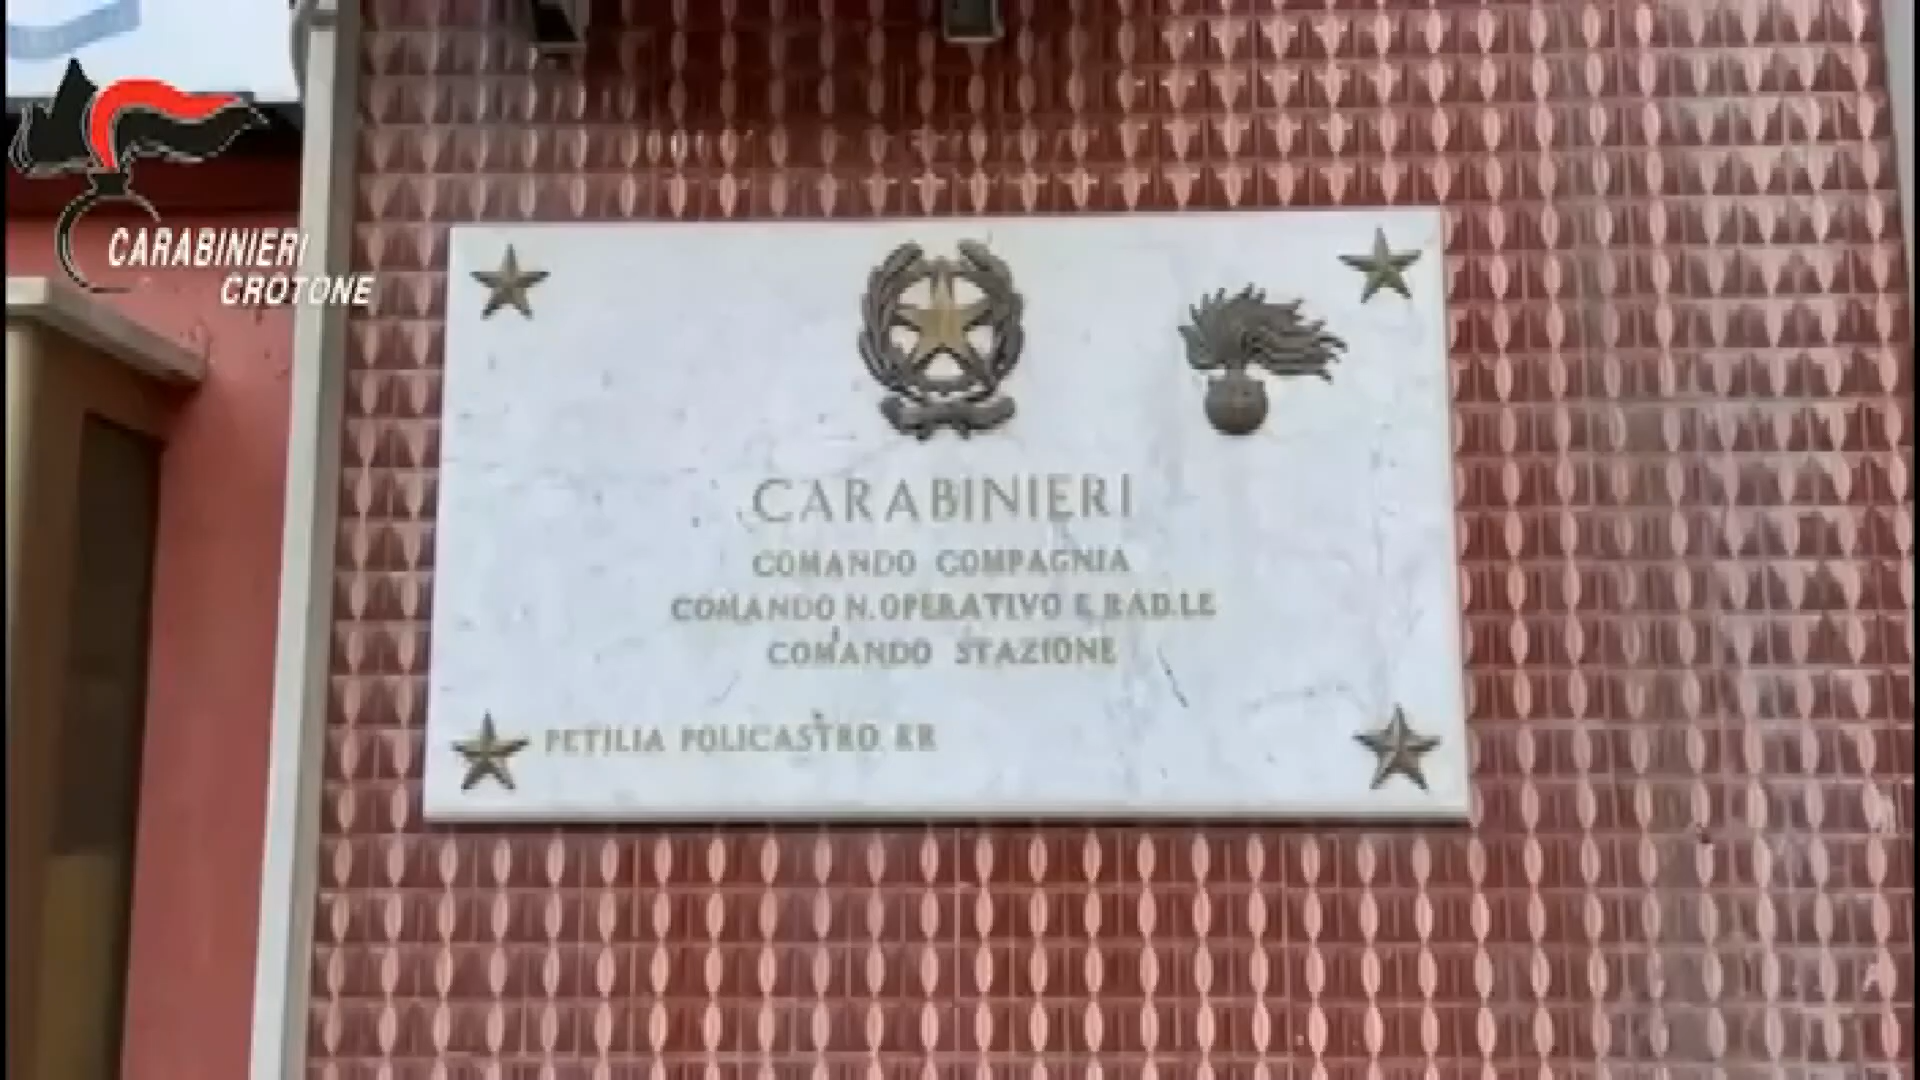 CARABINIERI
CROTONE
CARABINIERI
COMANDO COMPAGNIA
COMANDO N. OPERATIVO E RAD.LE
COMANDO STAZIONE
PETILIA POLICASTRO KR